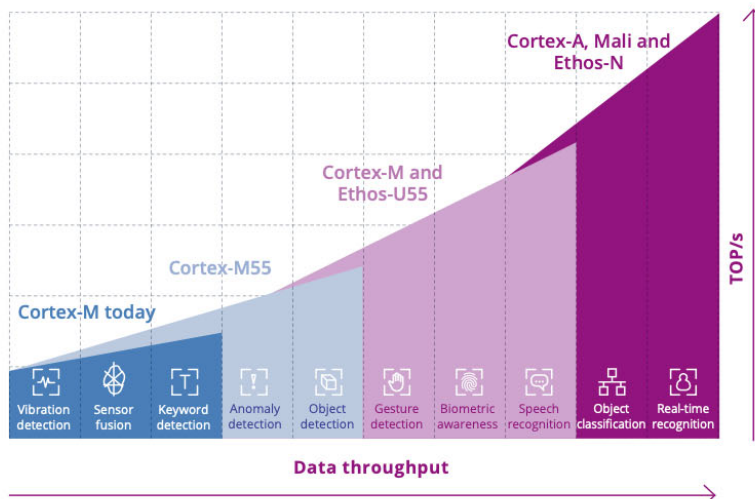 Cortex-A, Mali and
Ethos-N
Cortex-M and
Ethos-U55
Cortex-M55
Cortex-M today
TOP/s
T
Vibration
detection
Sensor
fusion
Keyword
detection
Anomaly
detection
Object
detection
Gesture
detection
Biometric
awareness
Speech
recognition
Object
classification
Real-time
recognition
Data throughput